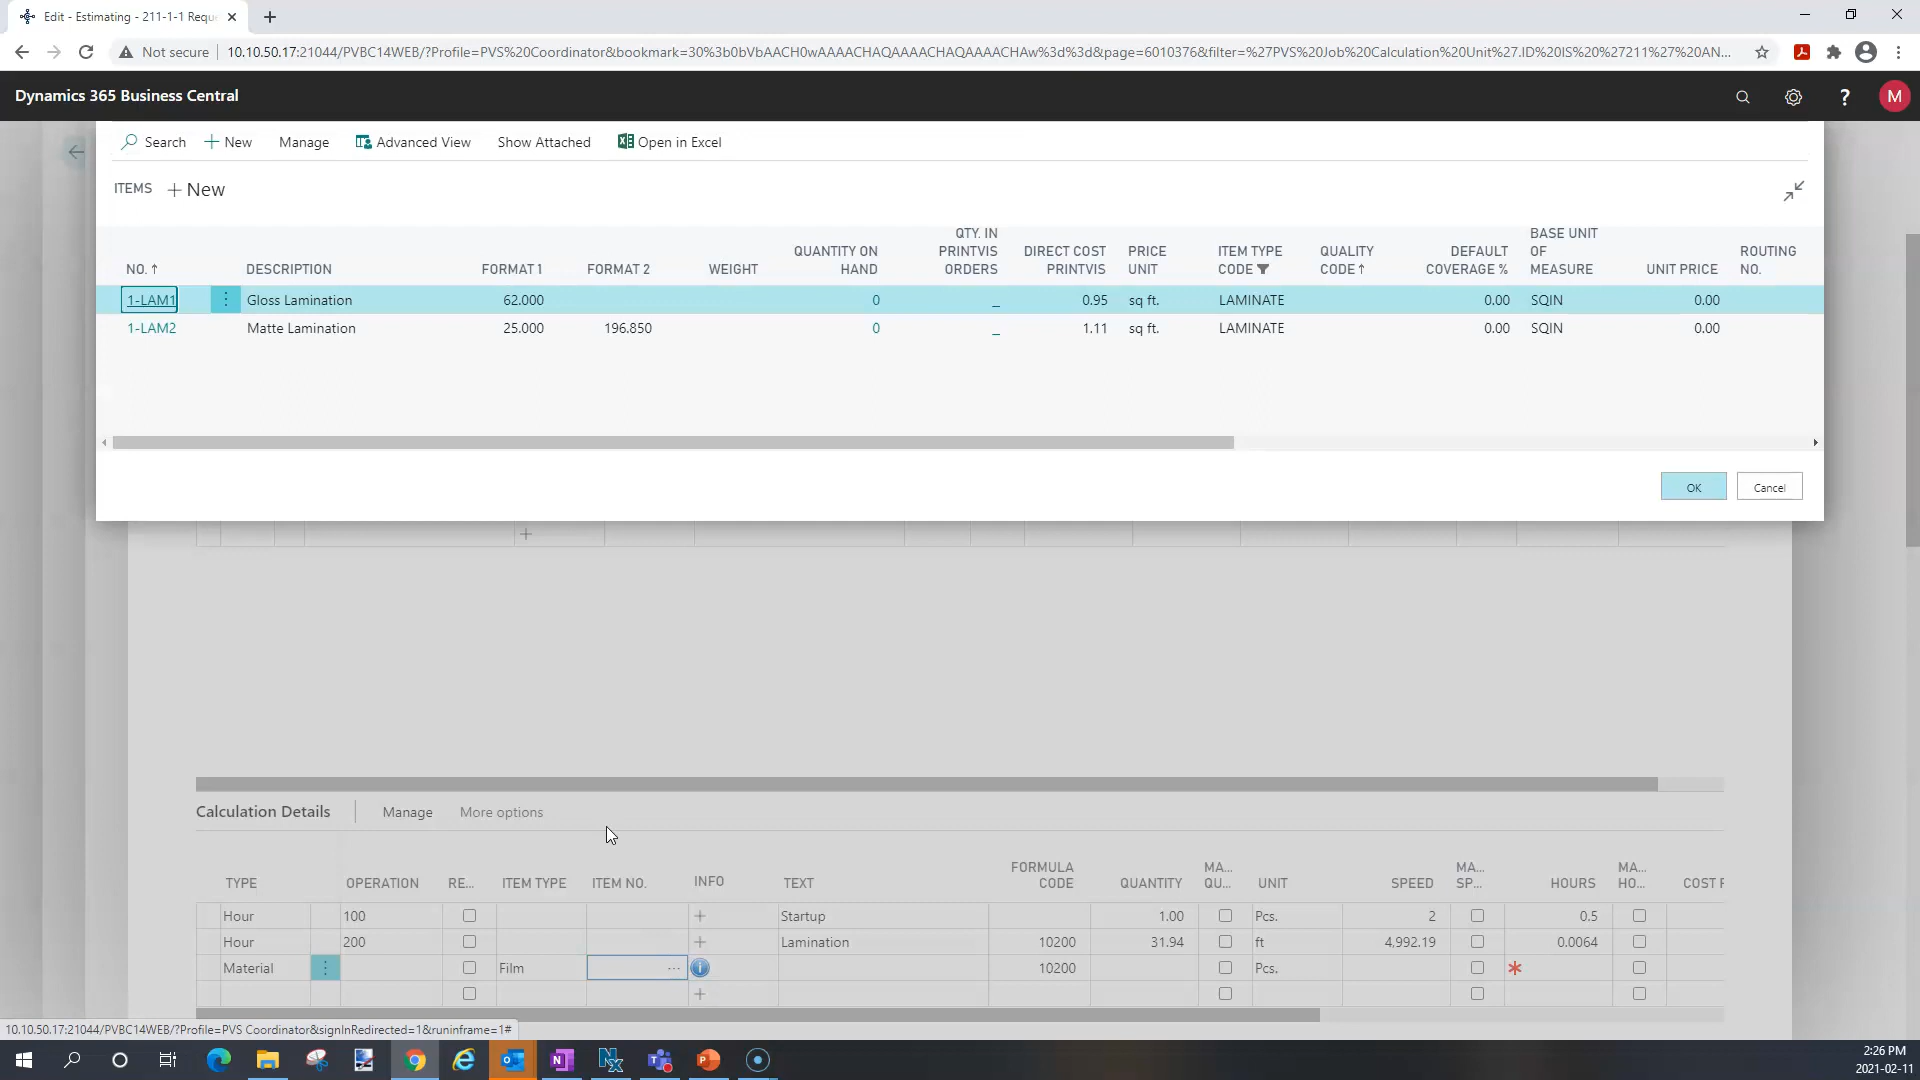 Edit - Estimating - 211-1-1 Reque
Not secure
10.10.50.17:21044/PVBC14WEB/?Profile=PVS%20Coordinator&bookmark=30%3b0bVbAACH0wAAAACHAQAAAACHAQAAAACHAw%3d%3d&page=6010376&filter=%27PVS%20Job%20Calculation%20Unit%27.ID%20IS%20%27211%27%20AN...
Dynamics 365 Business Central
? M
Search + New Manage Advanced View Show Attached Open in Excel
ITEMS + New
NO. ↑ DESCRIPTION FORMAT 1 FORMAT 2 WEIGHT QUANTITY ON HAND QTY. IN PRINTVIS ORDERS DIRECT COST PRINTVIS PRICE UNIT ITEM TYPE CODE QUALITY CODE ↑ DEFAULT COVERAGE % BASE UNIT OF MEASURE UNIT PRICE ROUTING NO.
1-LAM1 Gloss Lamination 62.000 0 _ 0.95 sq ft. LAMINATE 0.00 SQIN 0.00
1-LAM2 Matte Lamination 25.000 196.850 0 _ 1.11 sq ft. LAMINATE 0.00 SQIN 0.00
OK Cancel
Calculation Details Manage More options
TYPE OPERATION RE... ITEM TYPE ITEM NO. INFO TEXT FORMULA CODE QUANTITY MA... QU... UNIT SPEED MA... SP... HOURS MA... HO... COST F
Hour 100 + Startup 1.00 Pcs. 2 0.5
Hour 200 + Lamination 10200 31.94 ft 4,992.19 0.0064
Material Film ... 10200 Pcs. *
10.10.50.17:21044/PVBC14WEB/?Profile=PVS Coordinator&signInRedirected=1&runinframe=1#
2:26 PM
2021-02-11